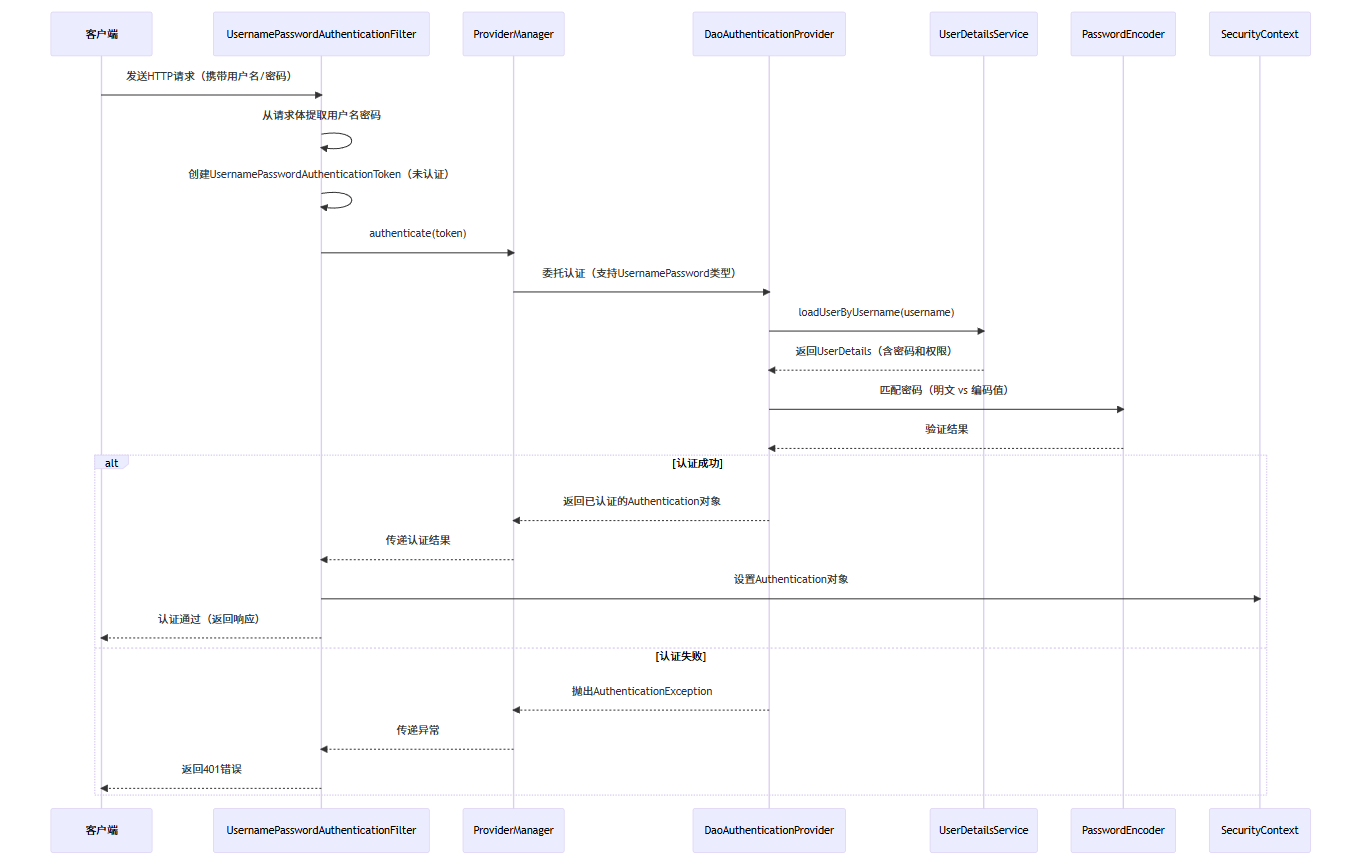 客户端
UsernamePasswordAuthenticationFilter
ProviderManager
DaoAuthenticationProvider
UserDetailsService
PasswordEncoder
SecurityContext
发送HTTP请求（携带用户名/密码）
从请求体提取用户名密码
创建UsernamePasswordAuthenticationToken（未认证）
authenticate(token)
委托认证（支持UsernamePassword类型）
loadUserByUsername(username)
返回UserDetails（含密码和权限）
匹配密码（明文 vs 编码值）
验证结果
alt
[认证成功]
返回已认证的Authentication对象
传递认证结果
设置Authentication对象
认证通过（返回响应）
[认证失败]
抛出AuthenticationException
传递异常
返回401错误
客户端
UsernamePasswordAuthenticationFilter
ProviderManager
DaoAuthenticationProvider
UserDetailsService
PasswordEncoder
SecurityContext